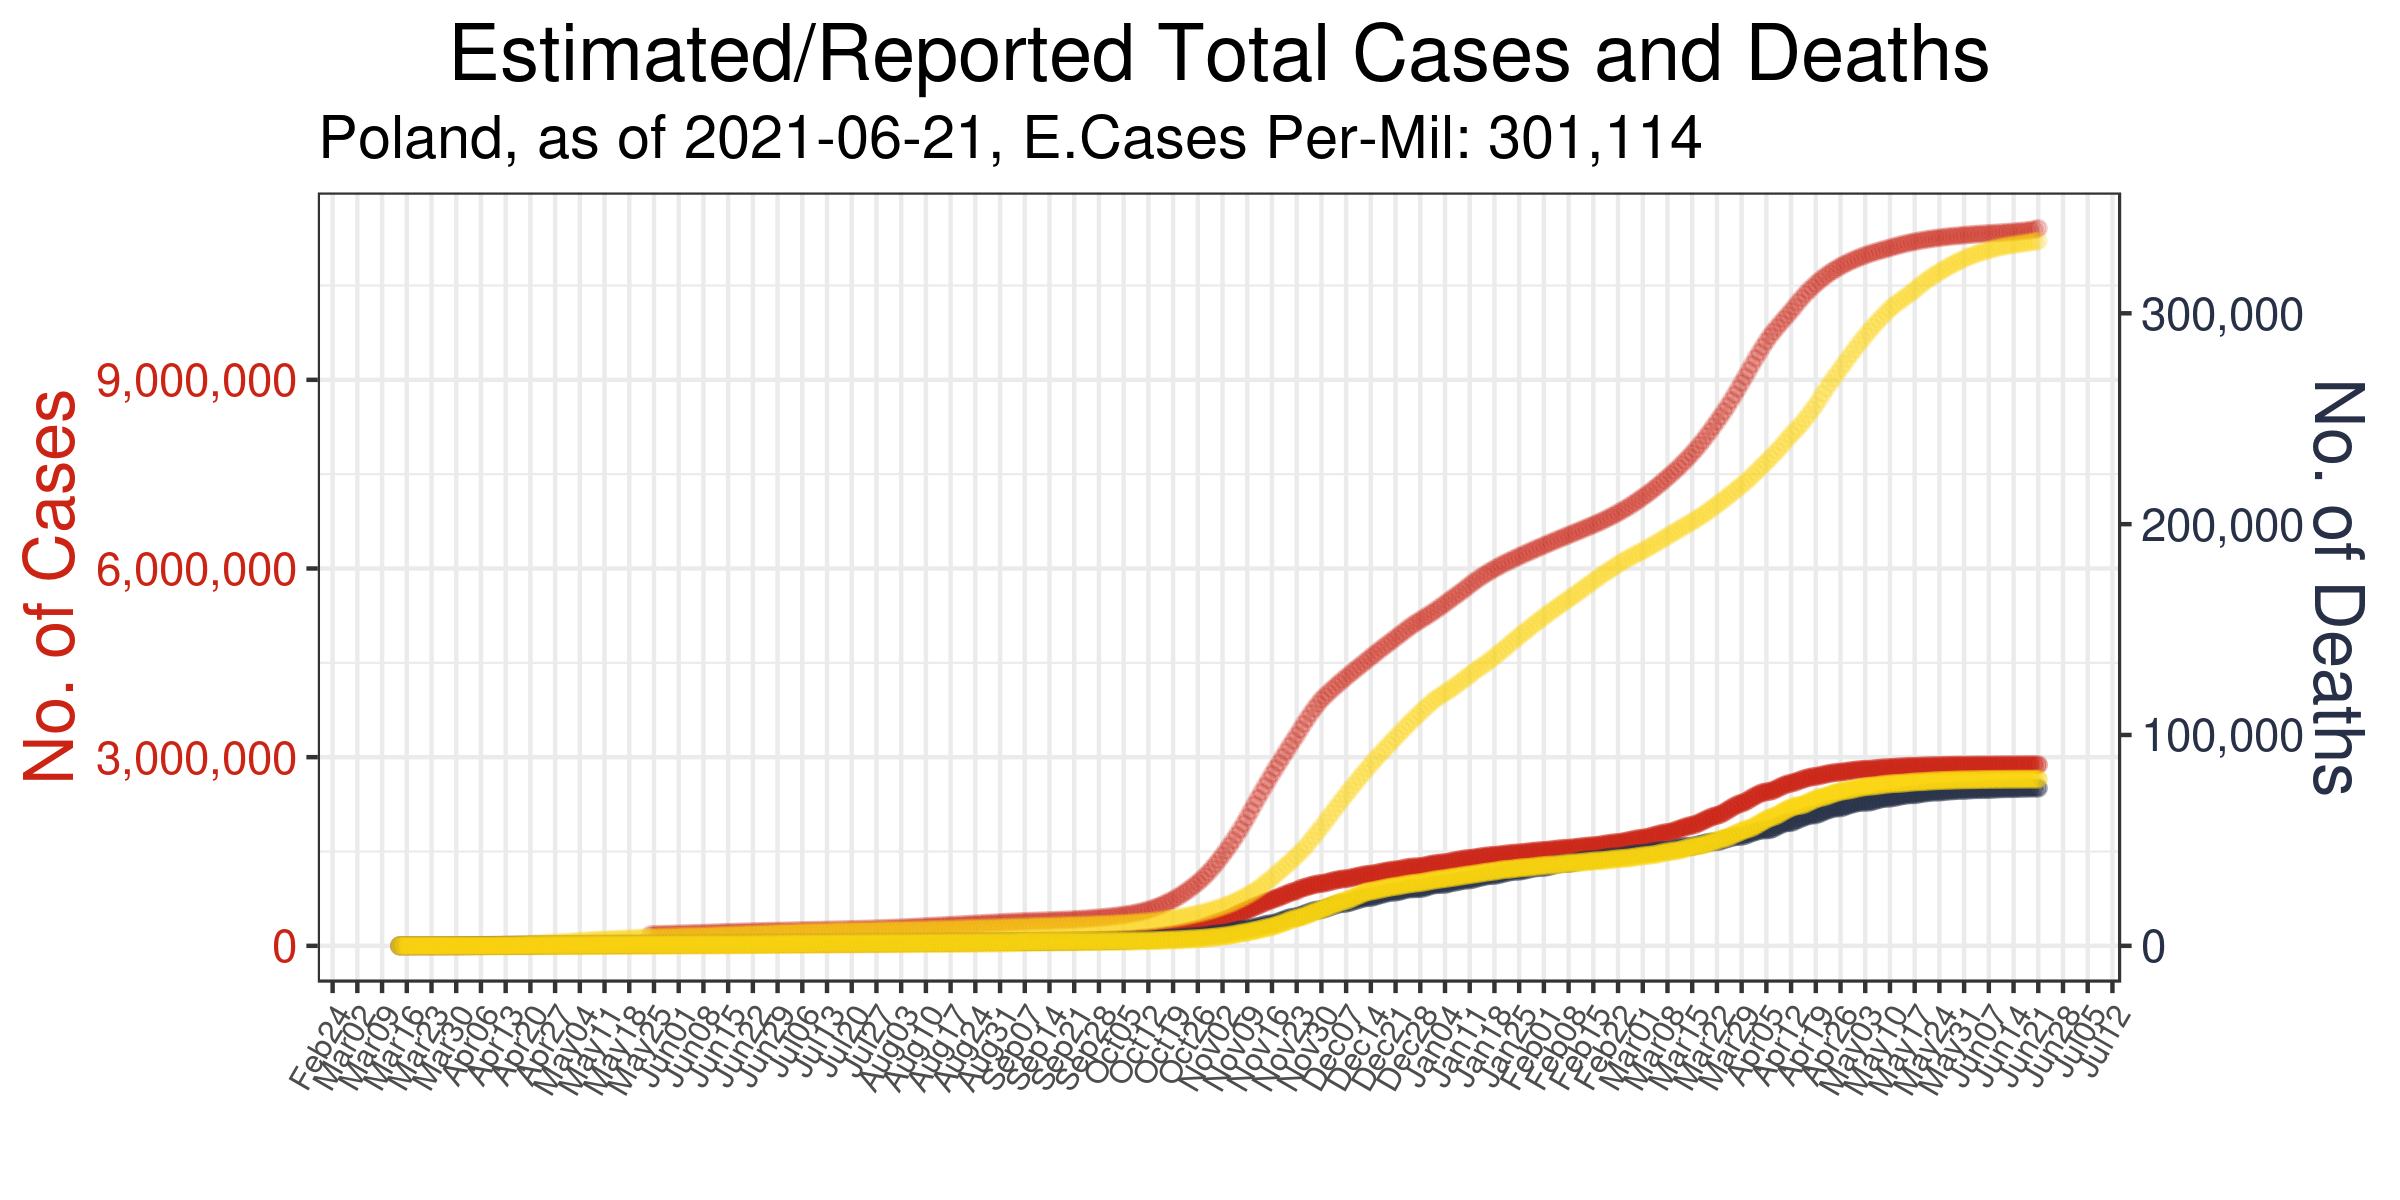 Estimated/Reported Total Cases and Deaths
Poland, as of 2021-06-21, E.Cases Per-Mil: 301,114
No. of Cases
9,000,000
6,000,000
3,000,000
0
300,000
200,000
100,000
0
No. of Deaths
Feb24
Mar02
Mar09
Mar16
Mar23
Mar30
Apr06
Apr13
Apr20
Apr27
May04
May11
May18
May25
Jun01
Jun08
Jun15
Jun22
Jun29
Jul06
Jul13
Jul20
Jul27
Aug03
Aug10
Aug17
Aug24
Aug31
Sep07
Sep14
Sep21
Sep28
Oct05
Oct12
Oct19
Oct26
Nov02
Nov09
Nov16
Nov23
Nov30
Dec07
Dec14
Dec21
Dec28
Jan04
Jan11
Jan18
Jan25
Feb01
Feb08
Feb15
Feb22
Mar01
Mar08
Mar15
Mar22
Mar29
Apr05
Apr12
Apr19
Apr26
May03
May10
May17
May24
May31
Jun07
Jun14
Jun21
Jun28
Jul05
Jul12